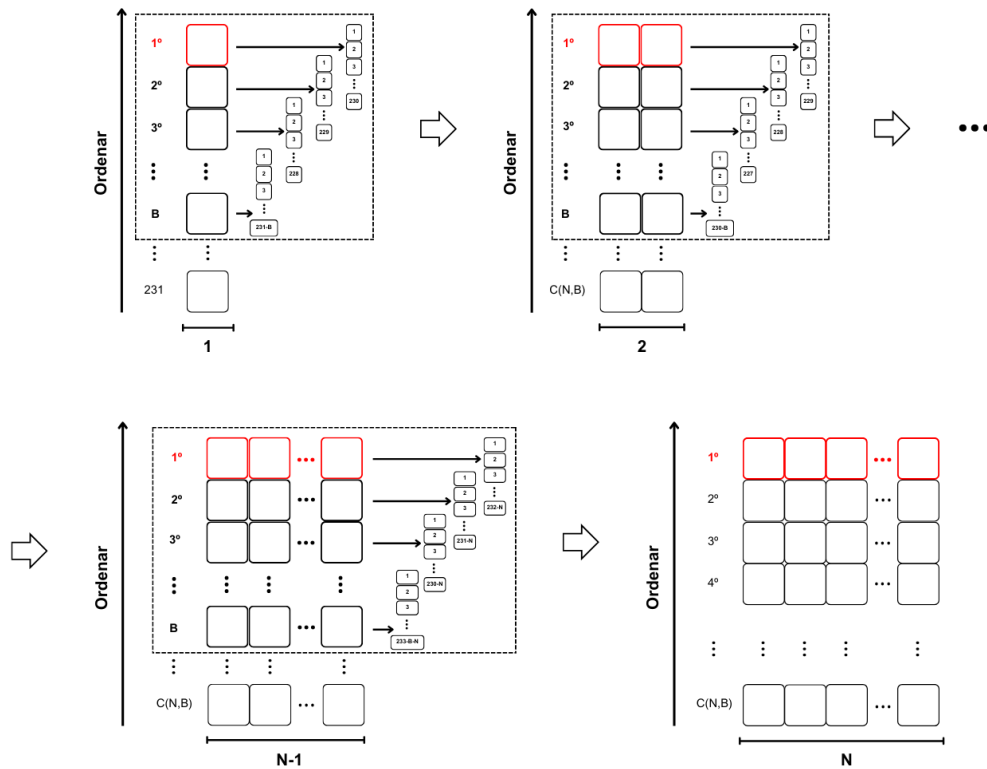 Ordenar
1º
1
2
3
230
2º
1
2
3
229
3º
1
2
3
228
B
1
2
3
231-B
231
1
Ordenar
1º
1
2
3
229
2º
1
2
3
228
3º
1
2
3
227
B
1
2
3
230-B
C(N,B)
2
Ordenar
1º
1
2
3
232-N
2º
1
2
3
231-N
3º
1
2
3
230-N
B
1
2
3
233-B-N
C(N,B)
N-1
Ordenar
1º
2º
3º
4º
C(N,B)
N